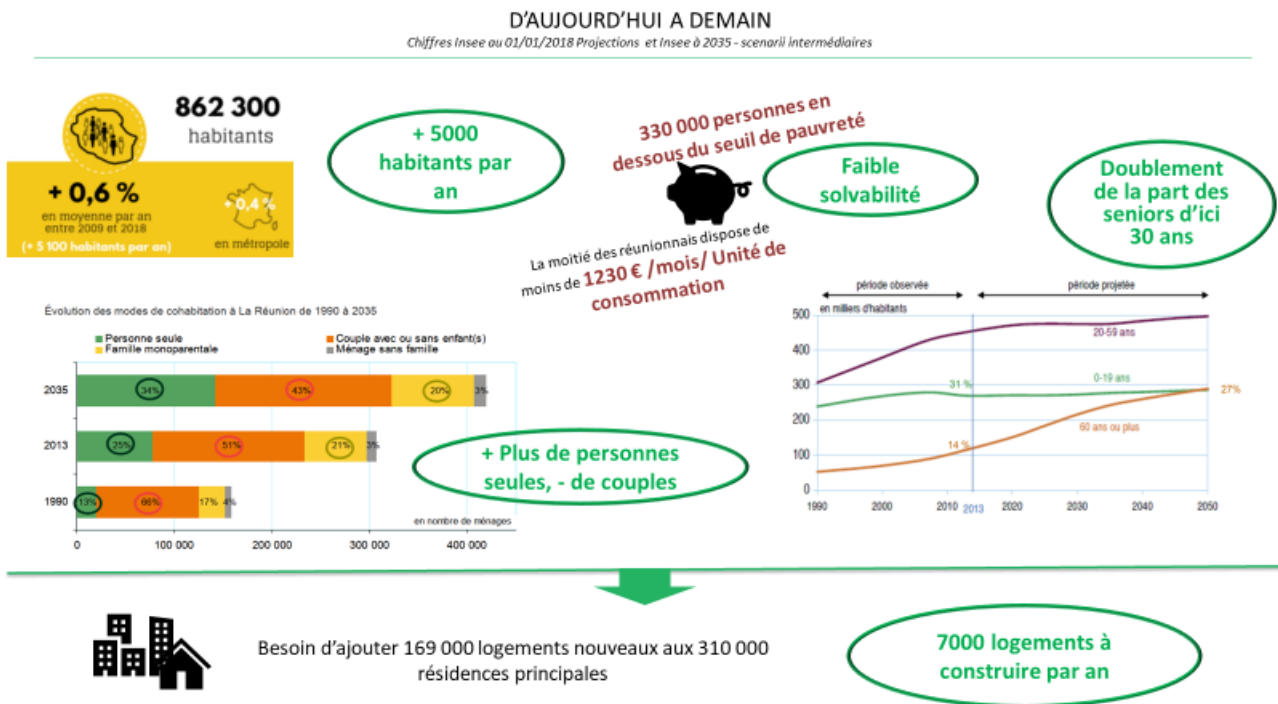 D'AUJOURD'HUI A DEMAIN
Chiffres Insee au 01/01/2018 Projections et Insee à 2035 - scenarii intermédiaires
862 300
habitants
+ 0,6 %
en moyenne par an
entre 2009 et 2018
(+ 5 100 habitants par an)
+0,4 %
en métropole
+ 5000
habitants par
an
330 000 personnes en
dessous du seuil de pauvreté
Faible
solvabilité
La moitié des réunionnais dispose de
moins de 1230 € /mois/ Unité de
consommation
Doublement
de la part des
seniors d'ici
30 ans
Évolution des modes de cohabitation à La Réunion de 1990 à 2035
Personne seule
Couple avec ou sans enfant(s)
Famille monoparentale
Ménage sans famille
2035
34%
43%
20%
3%
2013
25%
51%
21%
3%
1990
13%
66%
17%
4%
en nombre de ménages
0
100 000
200 000
300 000
400 000
+ Plus de personnes
seules, - de couples
période observée
période projetée
500
en milliers d'habitants
20-59 ans
400
300
31 %
0-19 ans
27%
200
60 ans ou plus
14 %
100
0
1990
2000
2010
2013
2020
2030
2040
2050
Besoin d'ajouter 169 000 logements nouveaux aux 310 000
résidences principales
7000 logements à
construire par an